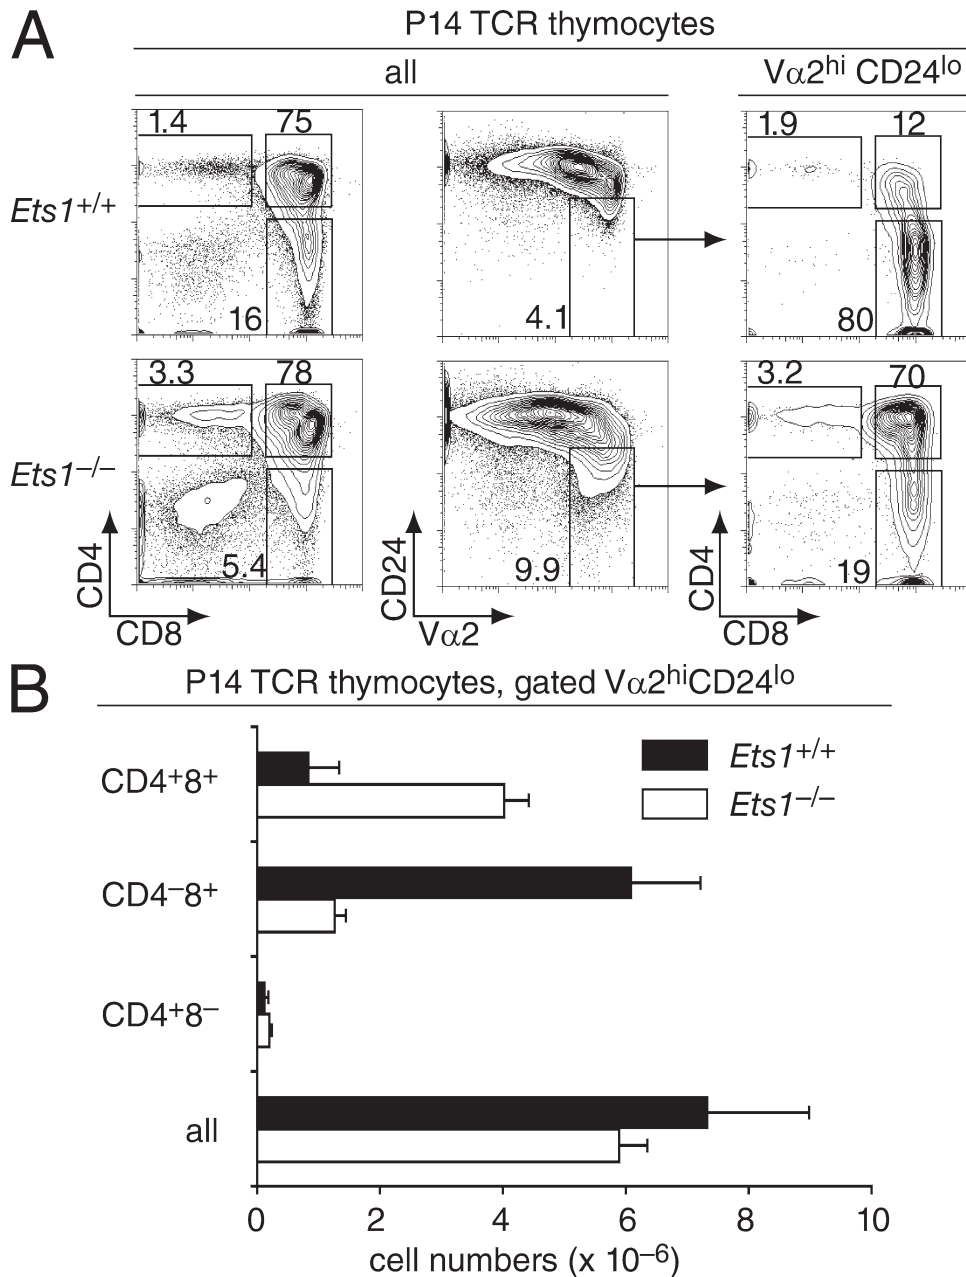 A
P14 TCR thymocytes
all
Vα2hi CD24lo
1.4 75
1.9 12
Ets1+/+
16
4.1
80
3.3 78
3.2 70
Ets1–/–
5.4
9.9
19
CD4
CD8
CD24
Vα2
CD4
CD8
B
P14 TCR thymocytes, gated Vα2hiCD24lo
Ets1+/+
Ets1–/–
CD4+8+
CD4–8+
CD4+8–
all
0 2 4 6 8 10
cell numbers (x 10–6)